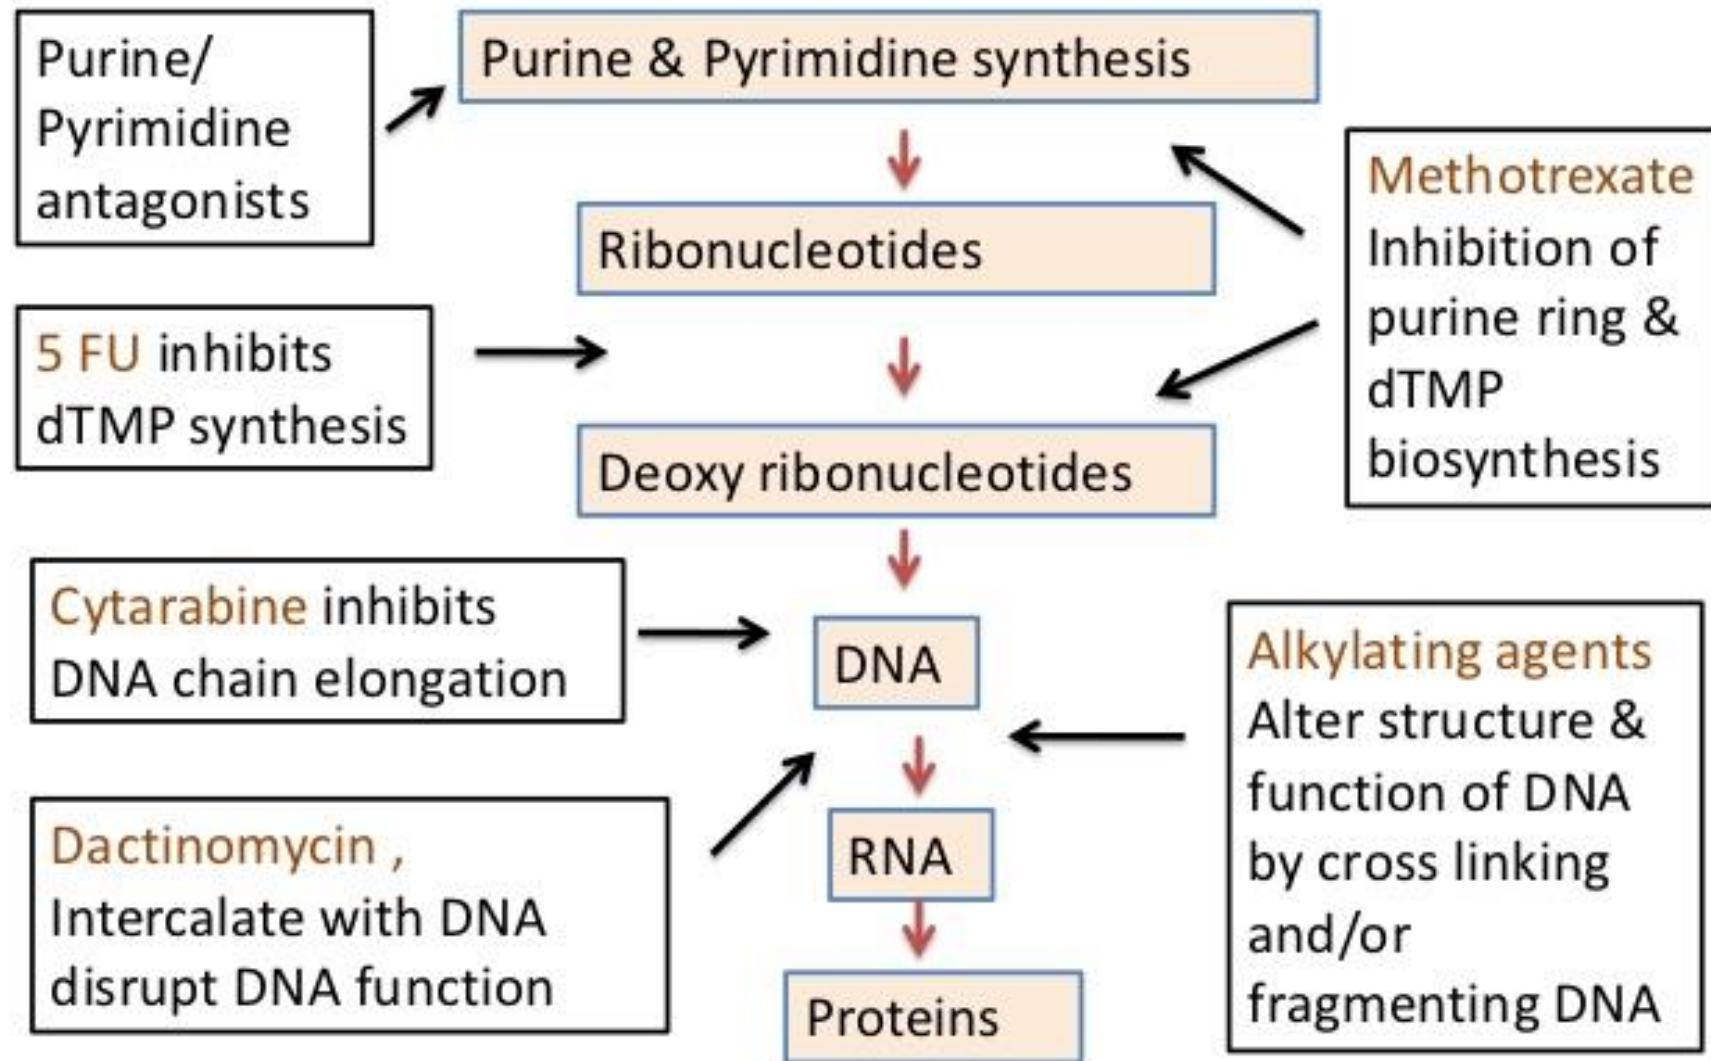 Purine/
Pyrimidine
antagonists
Purine & Pyrimidine synthesis
Methotrexate
Inhibition of
purine ring &
dTMP
biosynthesis
Ribonucleotides
5 FU inhibits
dTMP synthesis
Deoxy ribonucleotides
Cytarabine inhibits
DNA chain elongation
DNA
Alkylating agents
Alter structure &
function of DNA
by cross linking
and/or
fragmenting DNA
Dactinomycin ,
Intercalate with DNA
disrupt DNA function
RNA
Proteins